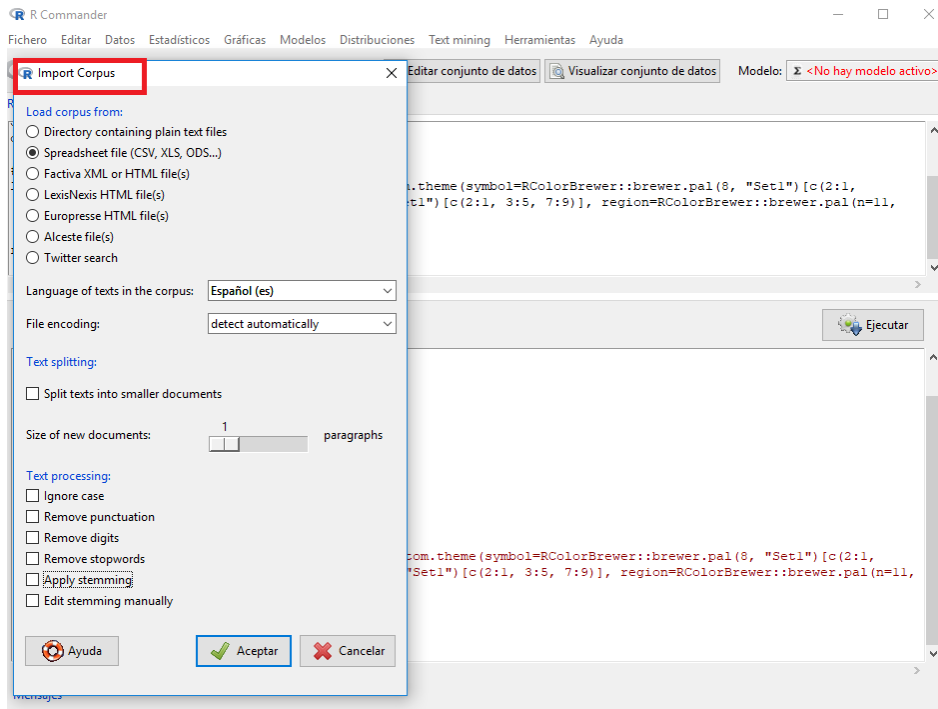 R Commander
Fichero Editar Datos Estadísticos Gráficas Modelos Distribuciones Text mining Herramientas Ayuda
Import Corpus
Editar conjunto de datos Visualizar conjunto de datos Modelo: Σ <No hay modelo activo>
Load corpus from:
Directory containing plain text files
Spreadsheet file (CSV, XLS, ODS...)
Factiva XML or HTML file(s)
LexisNexis HTML file(s)
Europresse HTML file(s)
Alceste file(s)
Twitter search
Language of texts in the corpus: Español (es)
File encoding: detect automatically
Text splitting:
Split texts into smaller documents
Size of new documents: 1 paragraphs
Text processing:
Ignore case
Remove punctuation
Remove digits
Remove stopwords
Apply stemming
Edit stemming manually
Ayuda Aceptar Cancelar
.theme(symbol=RColorBrewer::brewer.pal(8, "Set1")[c(2:1,
t1")[c(2:1, 3:5, 7:9)], region=RColorBrewer::brewer.pal(n=11,
Ejecutar
tom.theme(symbol=RColorBrewer::brewer.pal(8, "Set1")[c(2:1,
"Set1")[c(2:1, 3:5, 7:9)], region=RColorBrewer::brewer.pal(n=11,
Mensajes